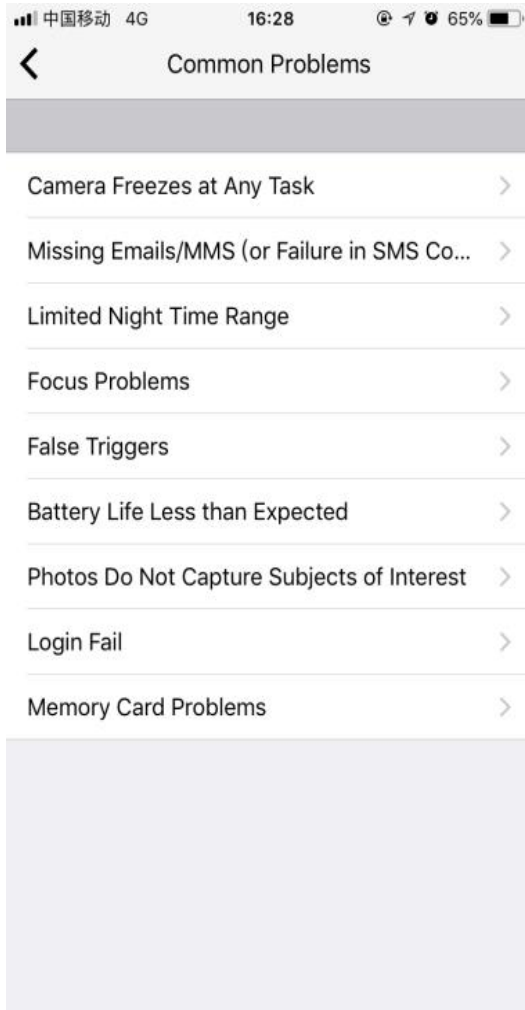 中国移动 4G 16:28 65%
Common Problems
Camera Freezes at Any Task
Missing Emails/MMS (or Failure in SMS Co...
Limited Night Time Range
Focus Problems
False Triggers
Battery Life Less than Expected
Photos Do Not Capture Subjects of Interest
Login Fail
Memory Card Problems